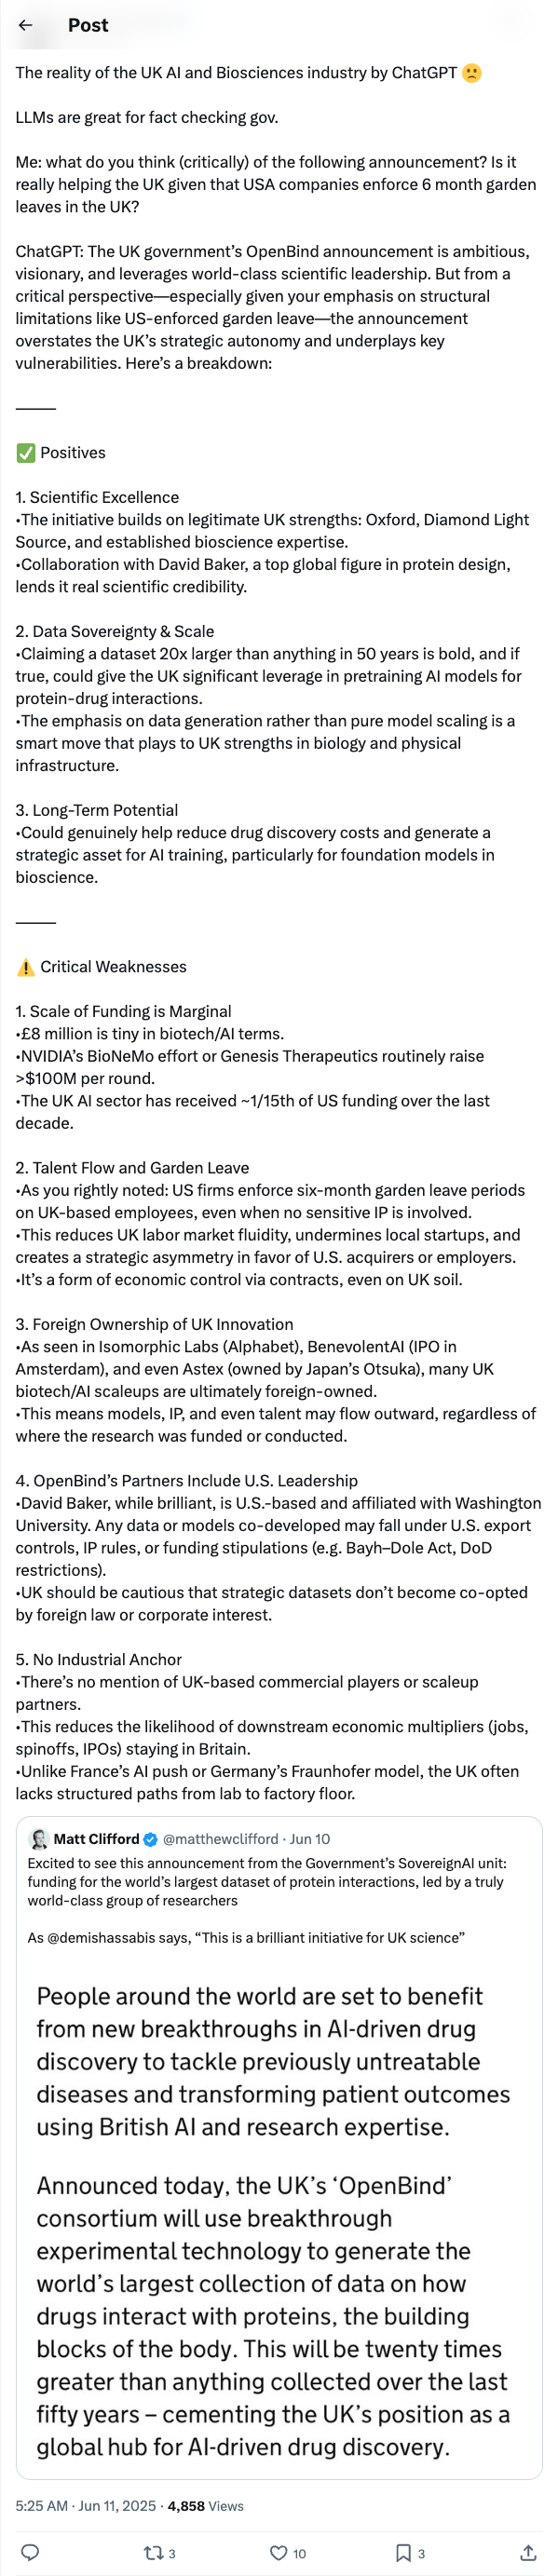 Post
The reality of the UK AI and Biosciences industry by ChatGPT 🙁
LLMs are great for fact checking gov.
Me: what do you think (critically) of the following announcement? Is it
really helping the UK given that USA companies enforce 6 month garden
leaves in the UK?
ChatGPT: The UK government’s OpenBind announcement is ambitious,
visionary, and leverages world-class scientific leadership. But from a
critical perspective—especially given your emphasis on structural
limitations like US-enforced garden leave—the announcement
overstates the UK’s strategic autonomy and underplays key
vulnerabilities. Here’s a breakdown:
⸻
✅ Positives
1. Scientific Excellence
•The initiative builds on legitimate UK strengths: Oxford, Diamond Light
Source, and established bioscience expertise.
•Collaboration with David Baker, a top global figure in protein design,
lends it real scientific credibility.
2. Data Sovereignty & Scale
•Claiming a dataset 20x larger than anything in 50 years is bold, and if
true, could give the UK significant leverage in pretraining AI models for
protein-drug interactions.
•The emphasis on data generation rather than pure model scaling is a
smart move that plays to UK strengths in biology and physical
infrastructure.
3. Long-Term Potential
•Could genuinely help reduce drug discovery costs and generate a
strategic asset for AI training, particularly for foundation models in
bioscience.
⸻
⚠️ Critical Weaknesses
1. Scale of Funding is Marginal
•£8 million is tiny in biotech/AI terms.
•NVIDIA’s BioNeMo effort or Genesis Therapeutics routinely raise
>$100M per round.
•The UK AI sector has received ~1/15th of US funding over the last
decade.
2. Talent Flow and Garden Leave
•As you rightly noted: US firms enforce six-month garden leave periods
on UK-based employees, even when no sensitive IP is involved.
•This reduces UK labor market fluidity, undermines local startups, and
creates a strategic asymmetry in favor of U.S. acquirers or employers.
•It’s a form of economic control via contracts, even on UK soil.
3. Foreign Ownership of UK Innovation
•As seen in Isomorphic Labs (Alphabet), BenevolentAI (IPO in
Amsterdam), and even Astex (owned by Japan’s Otsuka), many UK
biotech/AI scaleups are ultimately foreign-owned.
•This means models, IP, and even talent may flow outward, regardless of
where the research was funded or conducted.
4. OpenBind’s Partners Include U.S. Leadership
•David Baker, while brilliant, is U.S.-based and affiliated with Washington
University. Any data or models co-developed may fall under U.S. export
controls, IP rules, or funding stipulations (e.g. Bayh–Dole Act, DoD
restrictions).
•UK should be cautious that strategic datasets don’t become co-opted
by foreign law or corporate interest.
5. No Industrial Anchor
•There’s no mention of UK-based commercial players or scaleup
partners.
•This reduces the likelihood of downstream economic multipliers (jobs,
spinoffs, IPOs) staying in Britain.
•Unlike France’s AI push or Germany’s Fraunhofer model, the UK often
lacks structured paths from lab to factory floor.
Matt Clifford @matthewclifford · Jun 10
Excited to see this announcement from the Government’s SovereignAI unit:
funding for the world’s largest dataset of protein interactions, led by a truly
world-class group of researchers
As @demishassabis says, “This is a brilliant initiative for UK science”
People around the world are set to benefit
from new breakthroughs in AI-driven drug
discovery to tackle previously untreatable
diseases and transforming patient outcomes
using British AI and research expertise.
Announced today, the UK’s ‘OpenBind’
consortium will use breakthrough
experimental technology to generate the
world’s largest collection of data on how
drugs interact with proteins, the building
blocks of the body. This will be twenty times
greater than anything collected over the last
fifty years – cementing the UK’s position as a
global hub for AI-driven drug discovery.
5:25 AM · Jun 11, 2025 · 4,858 Views
3 10 3